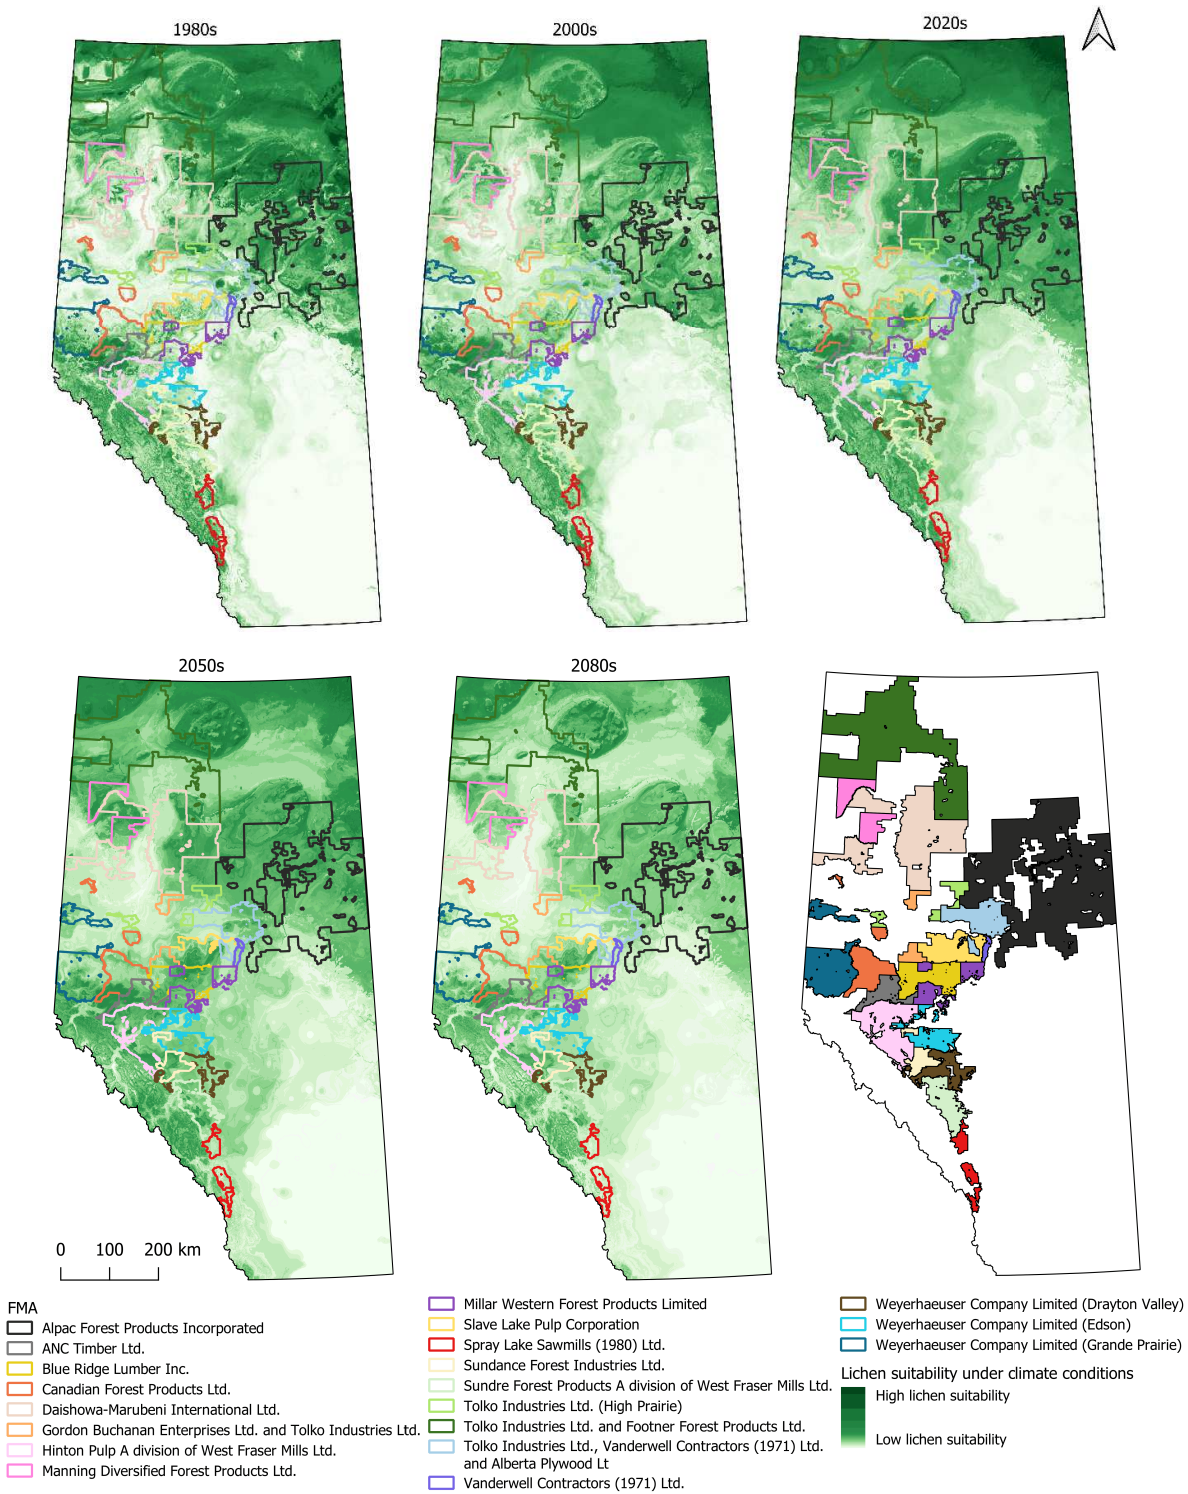 1980s
2000s
2020s
2050s
2080s
0 100 200 km
FMA
Alpac Forest Products Incorporated
ANC Timber Ltd.
Blue Ridge Lumber Inc.
Canadian Forest Products Ltd.
Daishowa-Marubeni International Ltd.
Gordon Buchanan Enterprises Ltd. and Tolko Industries Ltd.
Hinton Pulp A division of West Fraser Mills Ltd.
Manning Diversified Forest Products Ltd.
Millar Western Forest Products Limited
Slave Lake Pulp Corporation
Spray Lake Sawmills (1980) Ltd.
Sundance Forest Industries Ltd.
Sundre Forest Products A division of West Fraser Mills Ltd.
Tolko Industries Ltd. (High Prairie)
Tolko Industries Ltd. and Footner Forest Products Ltd.
Tolko Industries Ltd., Vanderwell Contractors (1971) Ltd.
and Alberta Plywood Lt
Vanderwell Contractors (1971) Ltd.
Weyerhaeuser Company Limited (Drayton Valley)
Weyerhaeuser Company Limited (Edson)
Weyerhaeuser Company Limited (Grande Prairie)
Lichen suitability under climate conditions
High lichen suitability
Low lichen suitability